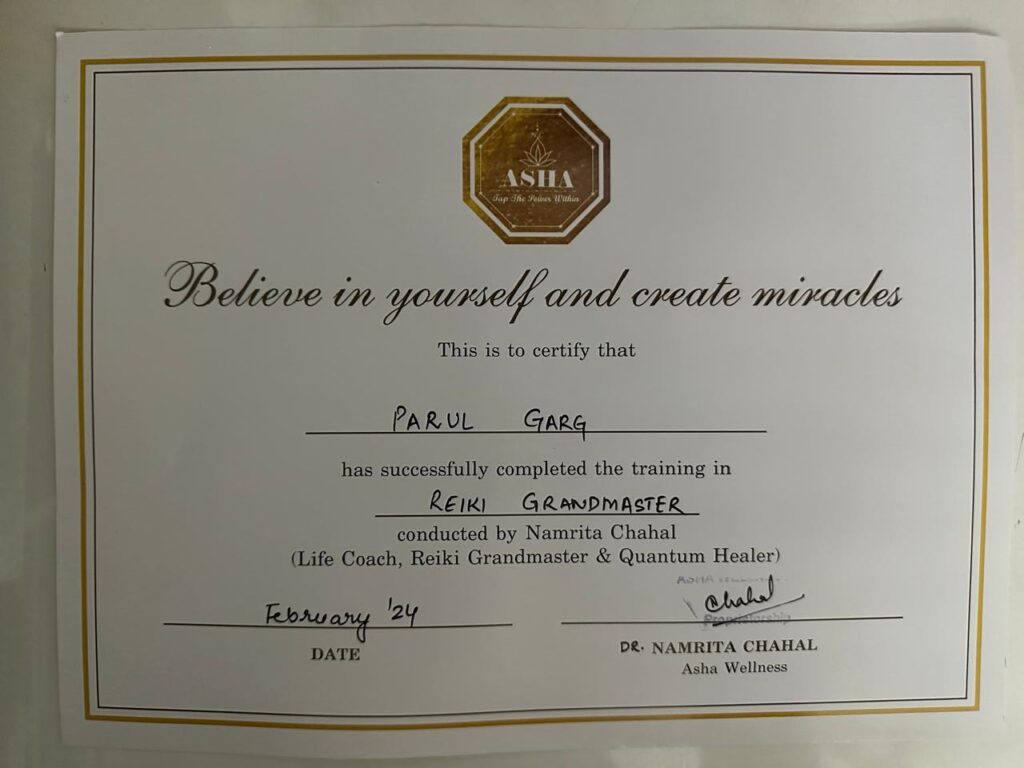 ASHA
Tap The Power Within
Believe in yourself and create miracles
This is to certify that
PARUL GARG
has successfully completed the training in
REIKI GRANDMASTER
conducted by Namrita Chahal
(Life Coach, Reiki Grandmaster & Quantum Healer)
ASHA
Chahal
Proprietorship
February '24
DATE
DR. NAMRITA CHAHAL
Asha Wellness